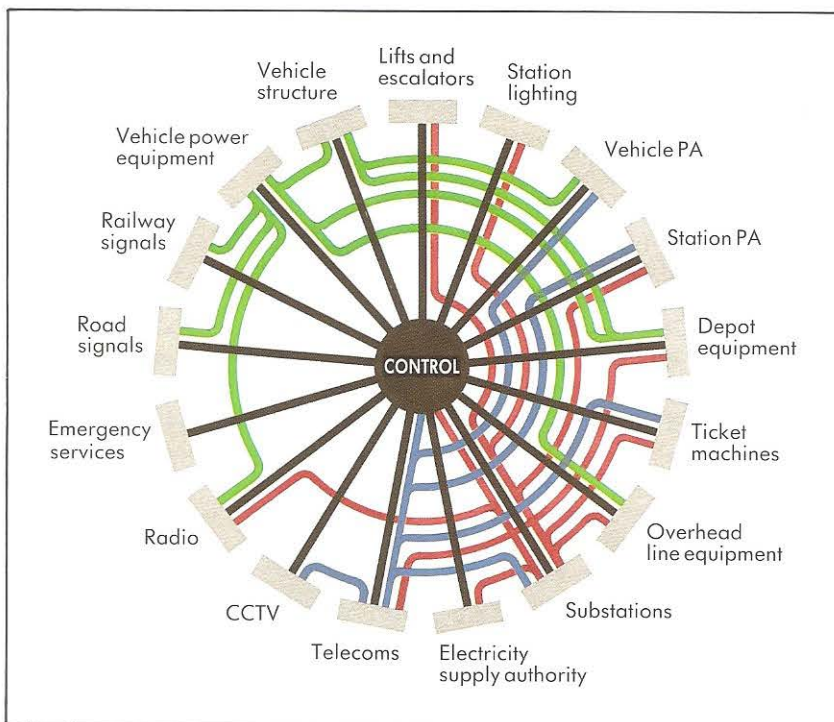 Lifts and
escalators
Station
lighting
Vehicle
structure
Vehicle PA
Vehicle power
equipment
Station PA
Railway
signals
Depot
equipment
Road
signals
CONTROL
Ticket
machines
Emergency
services
Overhead
line equipment
Radio
Substations
CCTV
Telecoms
Electricity
supply authority